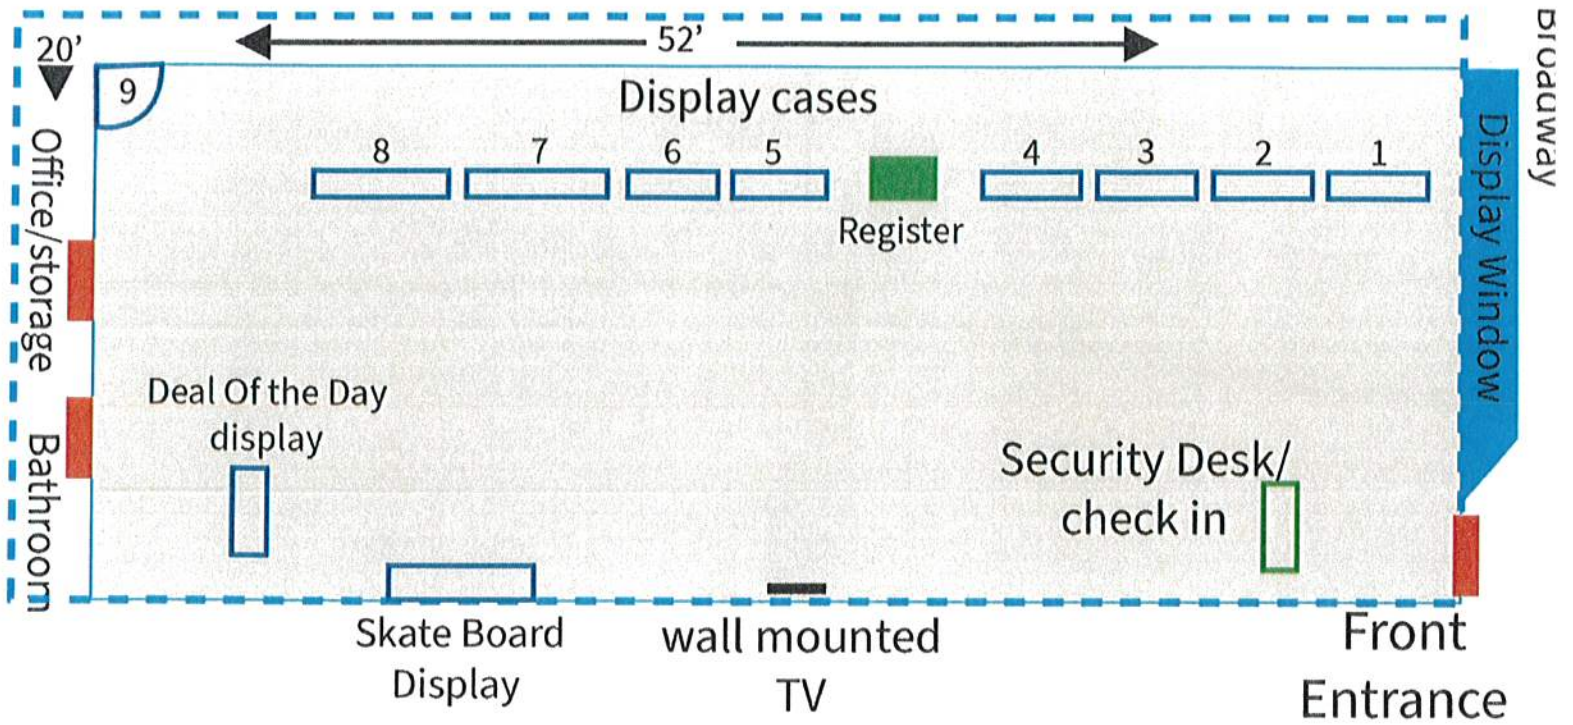 20’
52’
Broadway
9
Display cases
8
7
6
5
4
3
2
1
Register
Office/storage
Display Window
Deal Of the Day
display
Bathroom
Security Desk/
check in
Skate Board
Display
wall mounted
TV
Front
Entrance